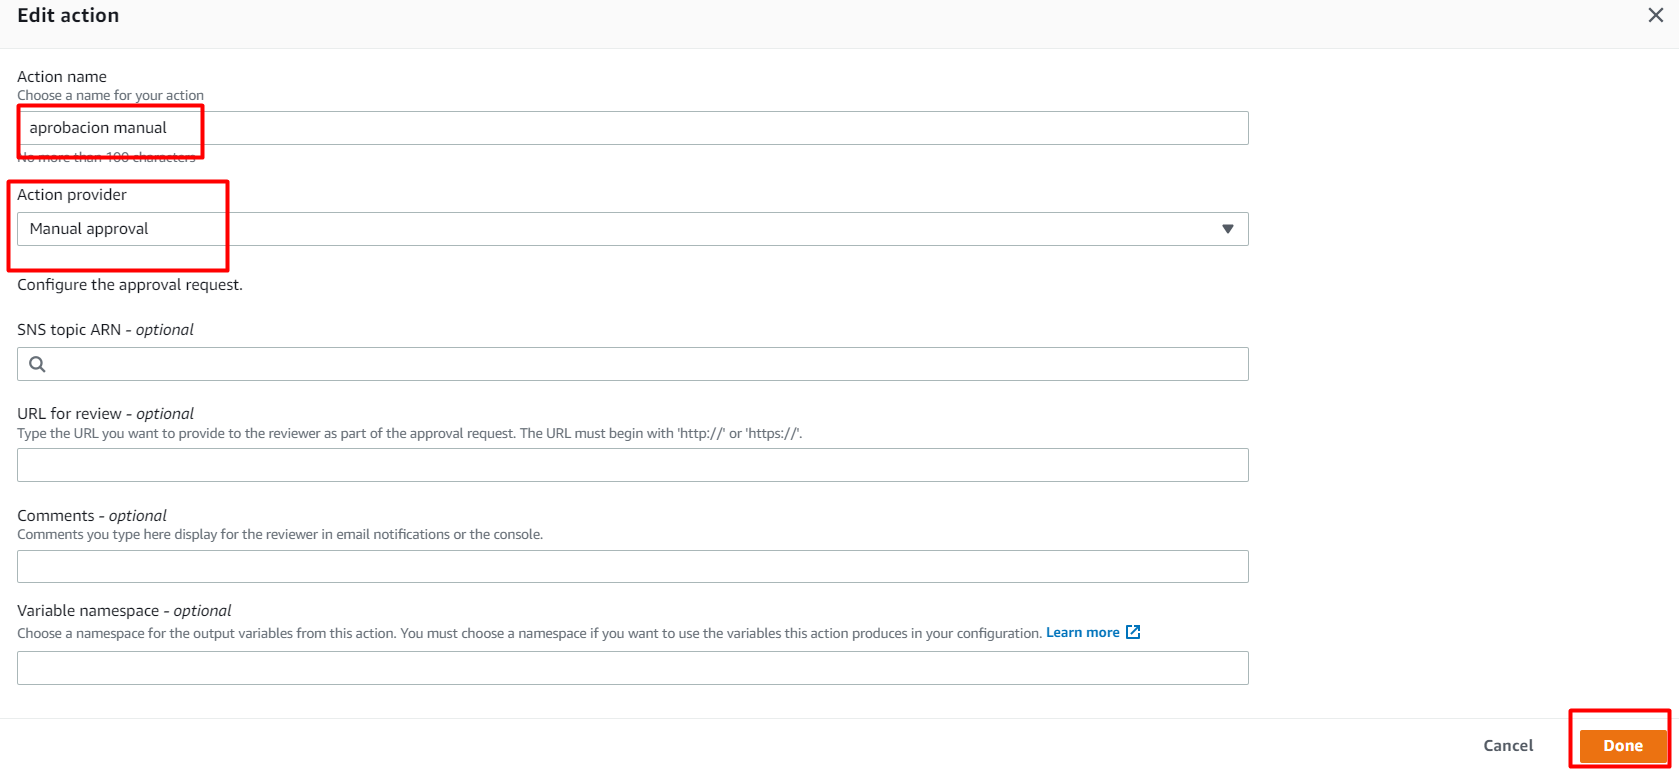 Edit action
Action name
Choose a name for your action
aprobacion manual
No more than 100 characters
Action provider
Manual approval
Configure the approval request.
SNS topic ARN - optional
URL for review - optional
Type the URL you want to provide to the reviewer as part of the approval request. The URL must begin with 'http://' or 'https://'.
Comments - optional
Comments you type here display for the reviewer in email notifications or the console.
Variable namespace - optional
Choose a namespace for the output variables from this action. You must choose a namespace if you want to use the variables this action produces in your configuration. Learn more
Cancel
Done